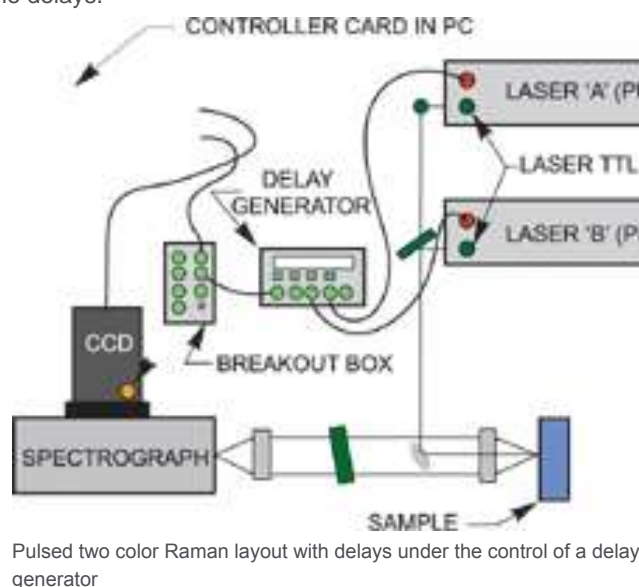 delays.
CONTROLLER CARD IN PC
LASER 'A' (P
LASER TTL
DELAY
GENERATOR
LASER 'B' (P
CCD
BREAKOUT BOX
SPECTROGRAPH
SAMPLE
Pulsed two color Raman layout with delays under the control of a delay
generator